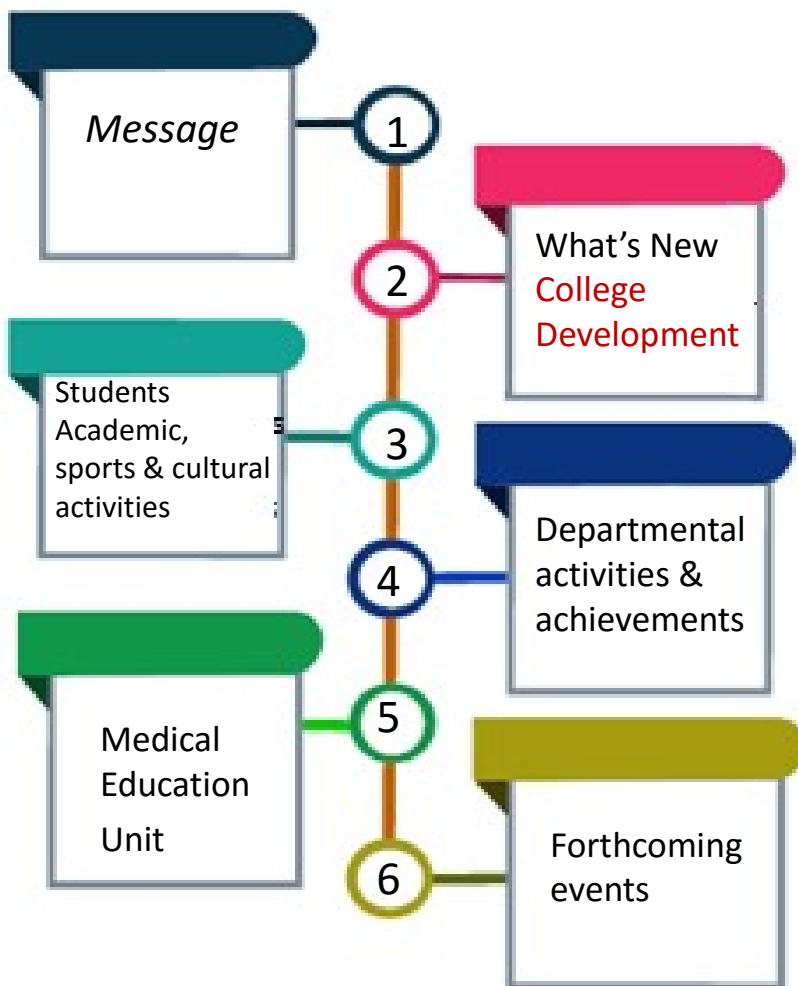 Message
1
What's New
College
Development
2
Students
Academic,
sports & cultural
activities
3
Departmental
activities &
achievements
4
Medical
Education
Unit
5
Forthcoming
events
6